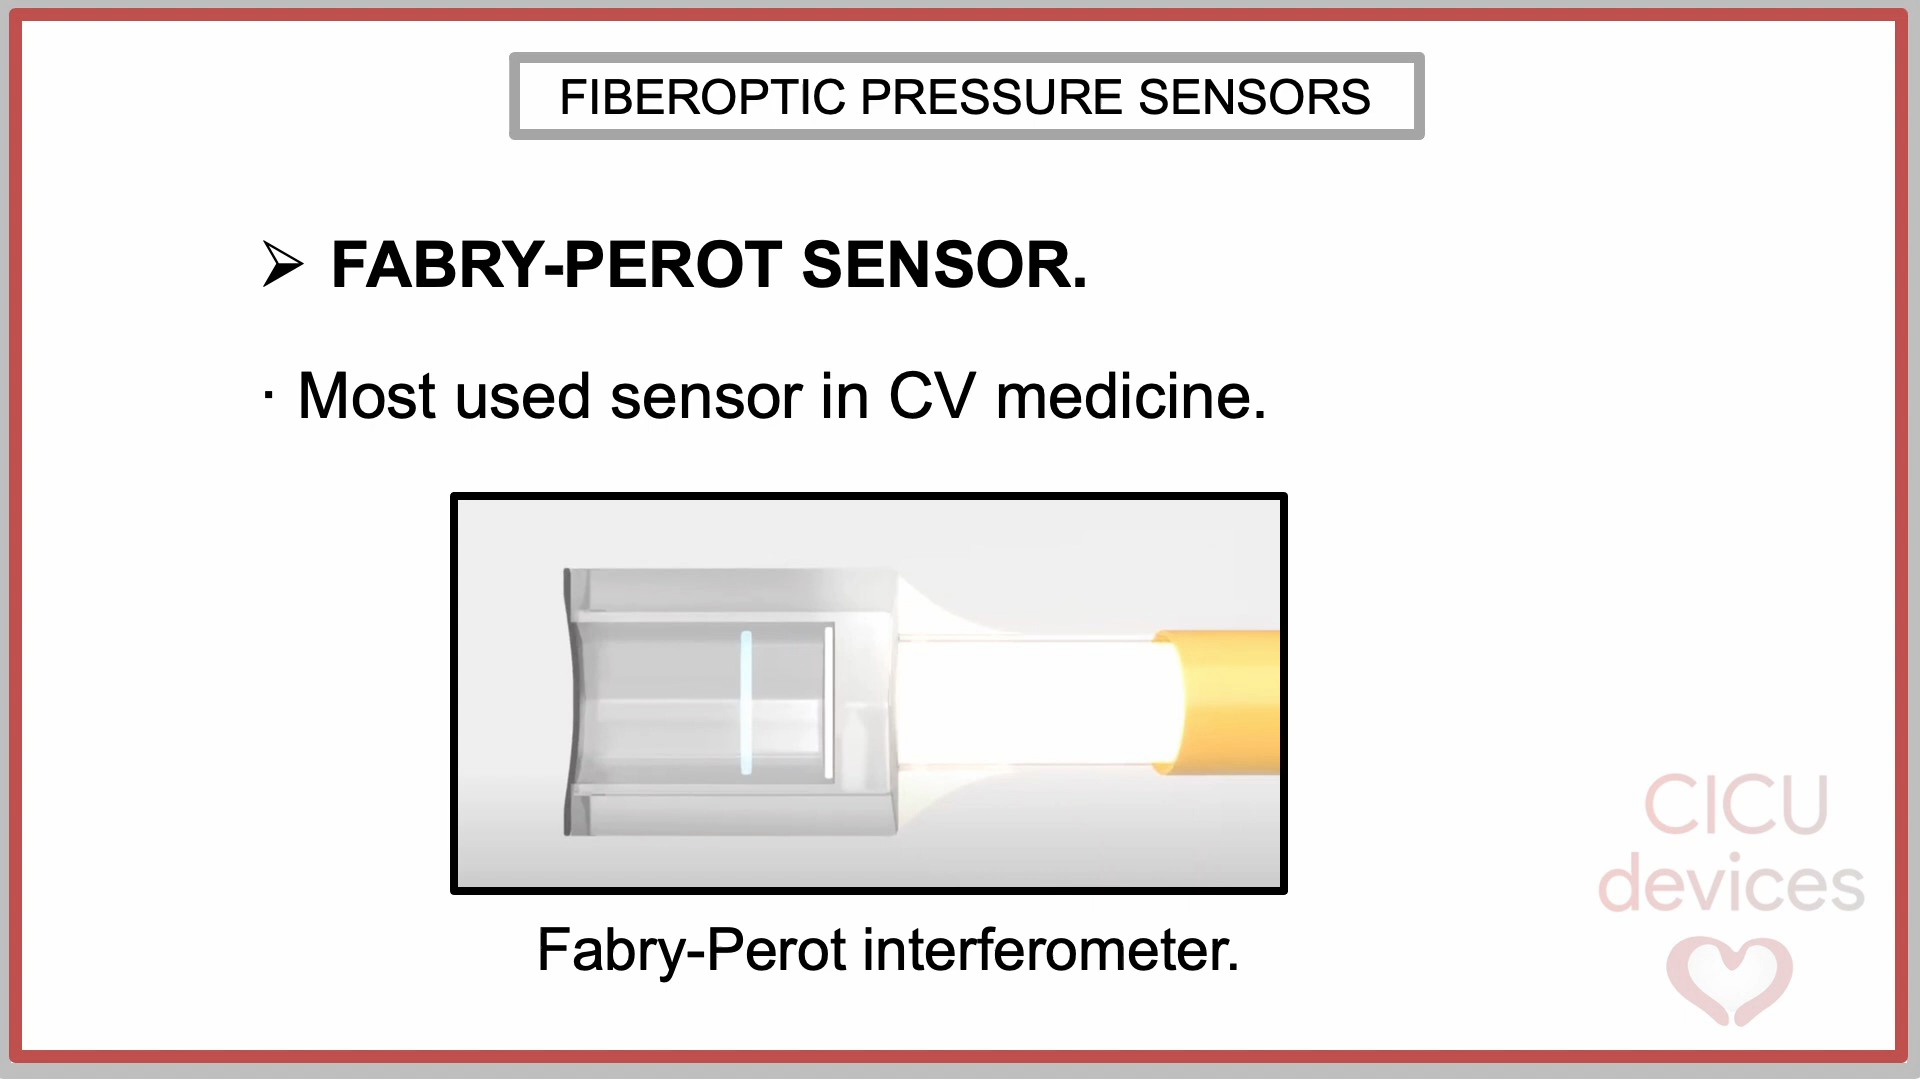 FIBEROPTIC PRESSURE SENSORS
➢ FABRY-PEROT SENSOR.
· Most used sensor in CV medicine.
Fabry-Perot interferometer.
CICU
devices